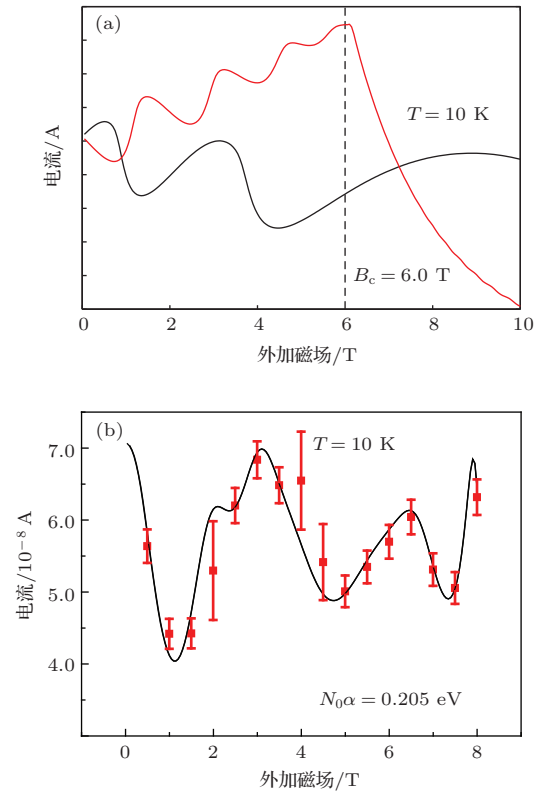 (a)
T = 10 K
电流/A
B_c = 6.0 T
0 2 4 6 8 10
外加磁场/T
(b)
T = 10 K
7.0
6.0
5.0
4.0
电流/10⁻⁸ A
N₀α = 0.205 eV
0 2 4 6 8
外加磁场/T